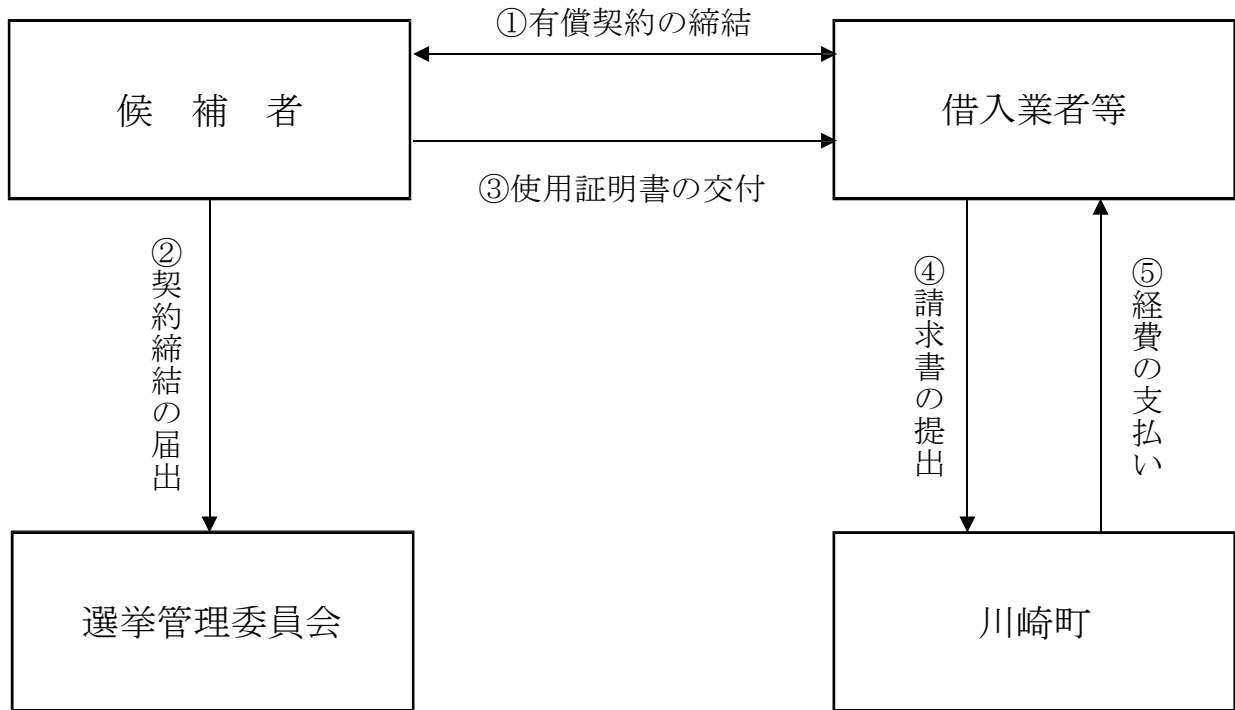 ①有償契約の締結
候　補　者
借入業者等
③使用証明書の交付
②契約締結の届出
④請求書の提出
⑤経費の支払い
選挙管理委員会
川崎町